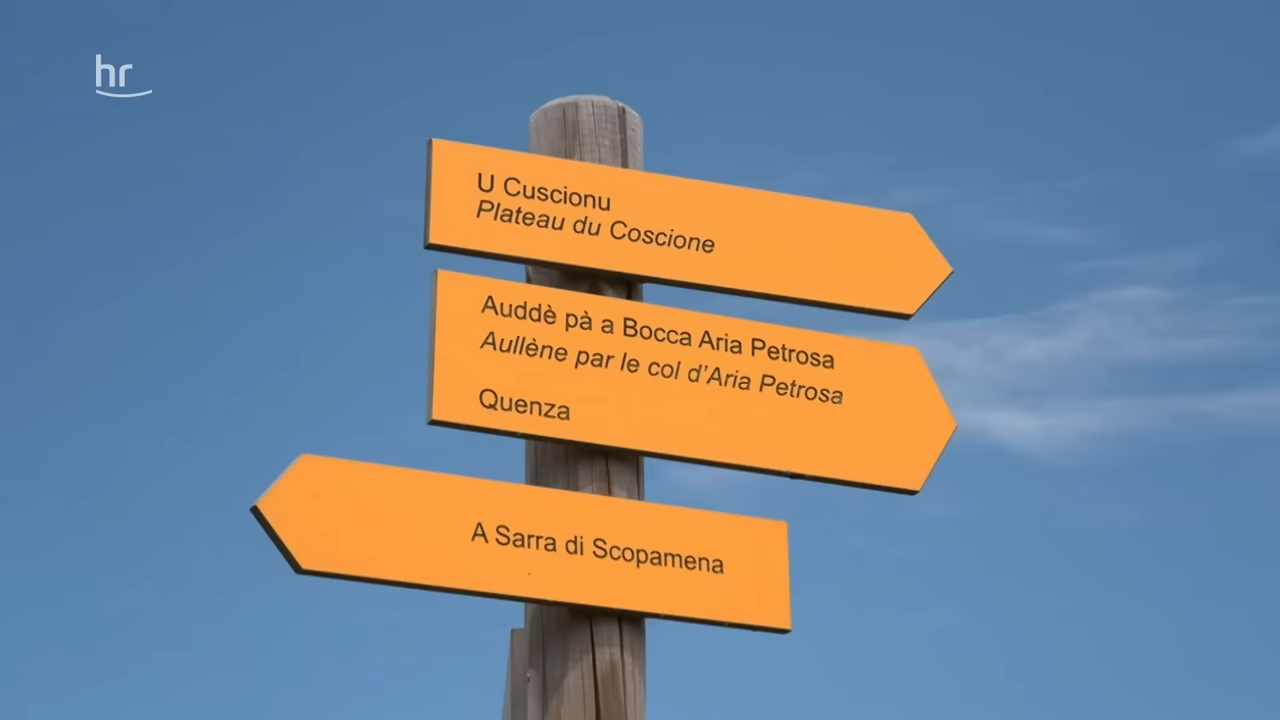 hr
U Cuscionu
Plateau du Coscione
Auddè pà a Bocca Aria Petrosa
Aullène par le col d'Aria Petrosa
Quenza
A Sarra di Scopamena